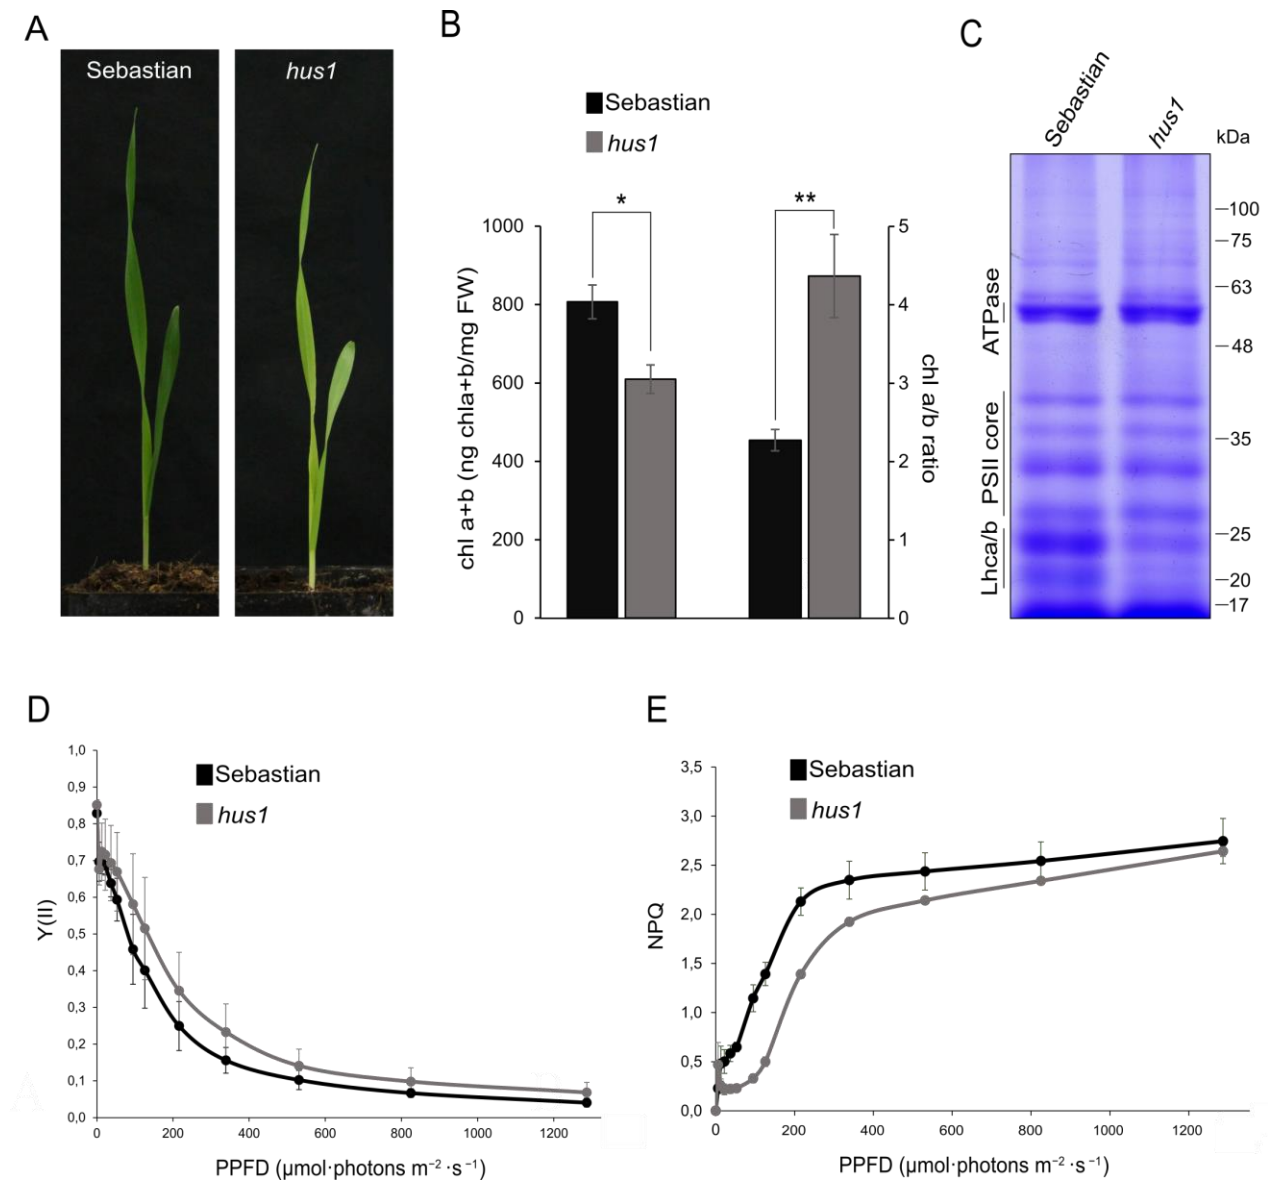 A
Sebastian
hus1
B
Sebastian
hus1
*
**
chl a+b (ng chla+b/mg FW)
1000
800
600
400
200
0
5
4
3
2
1
0
chl a/b ratio
C
Sebastian
hus1
kDa
100
75
63
48
35
25
20
17
ATPase
PSII core
Lhca/b
D
Sebastian
hus1
Y(II)
1,0
0,9
0,8
0,7
0,6
0,5
0,4
0,3
0,2
0,1
0,0
0 200 400 600 800 1000 1200
PPFD (µmol·photons m⁻² ·s⁻¹)
E
Sebastian
hus1
NPQ
3,5
3,0
2,5
2,0
1,5
1,0
0,5
0,0
0 200 400 600 800 1000 1200
PPFD (µmol·photons m⁻² ·s⁻¹)